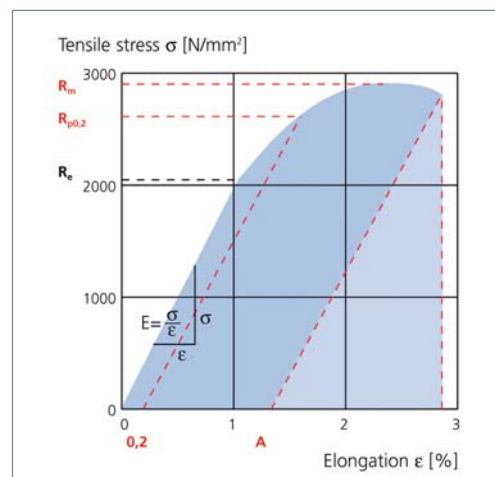 Tensile stress σ [N/mm²]
3000
Rm
Rp0,2
Re
2000
1000
E= σ/ε
σ
ε
0
0 1 2 3
0,2 A
Elongation ε [%]